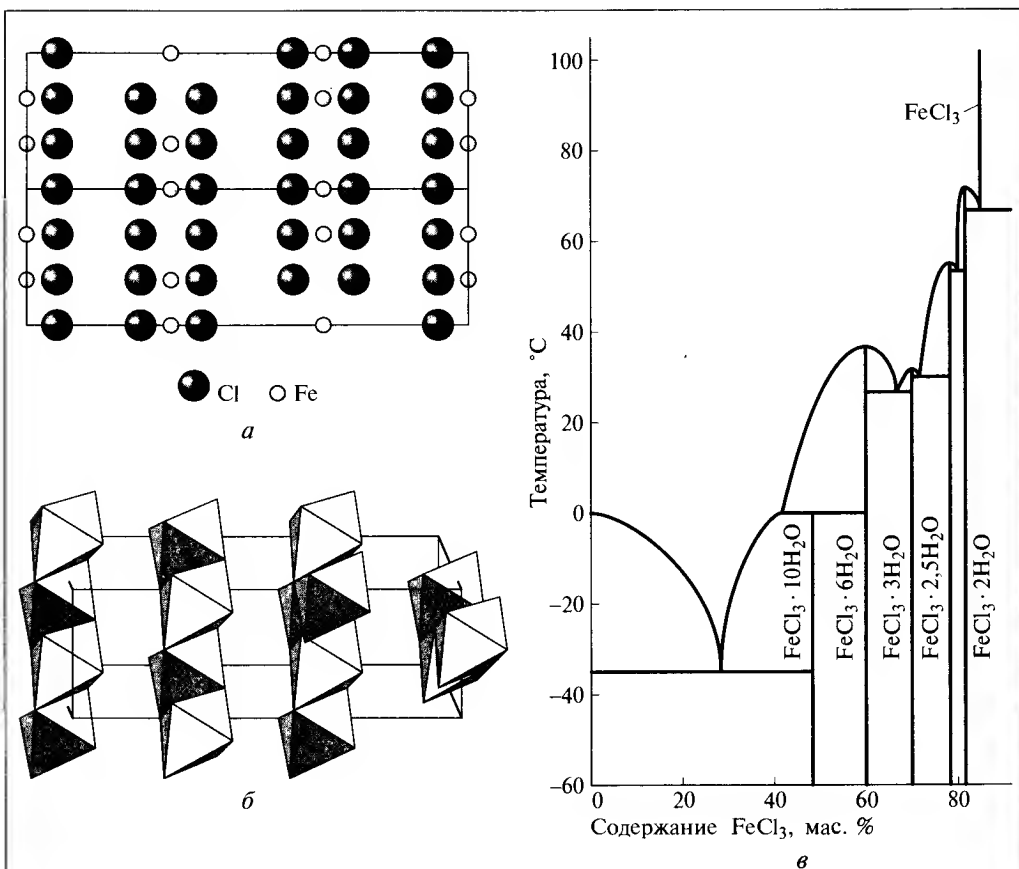 Cl Fe
а
б
Температура, °C
100
80
60
40
20
0
−20
−40
−60
FeCl₃
FeCl₃ · 10H₂O
FeCl₃ · 6H₂O
FeCl₃ · 3H₂O
FeCl₃ · 2,5H₂O
FeCl₃ · 2H₂O
0 20 40 60 80
Содержание FeCl₃, мас. %
в